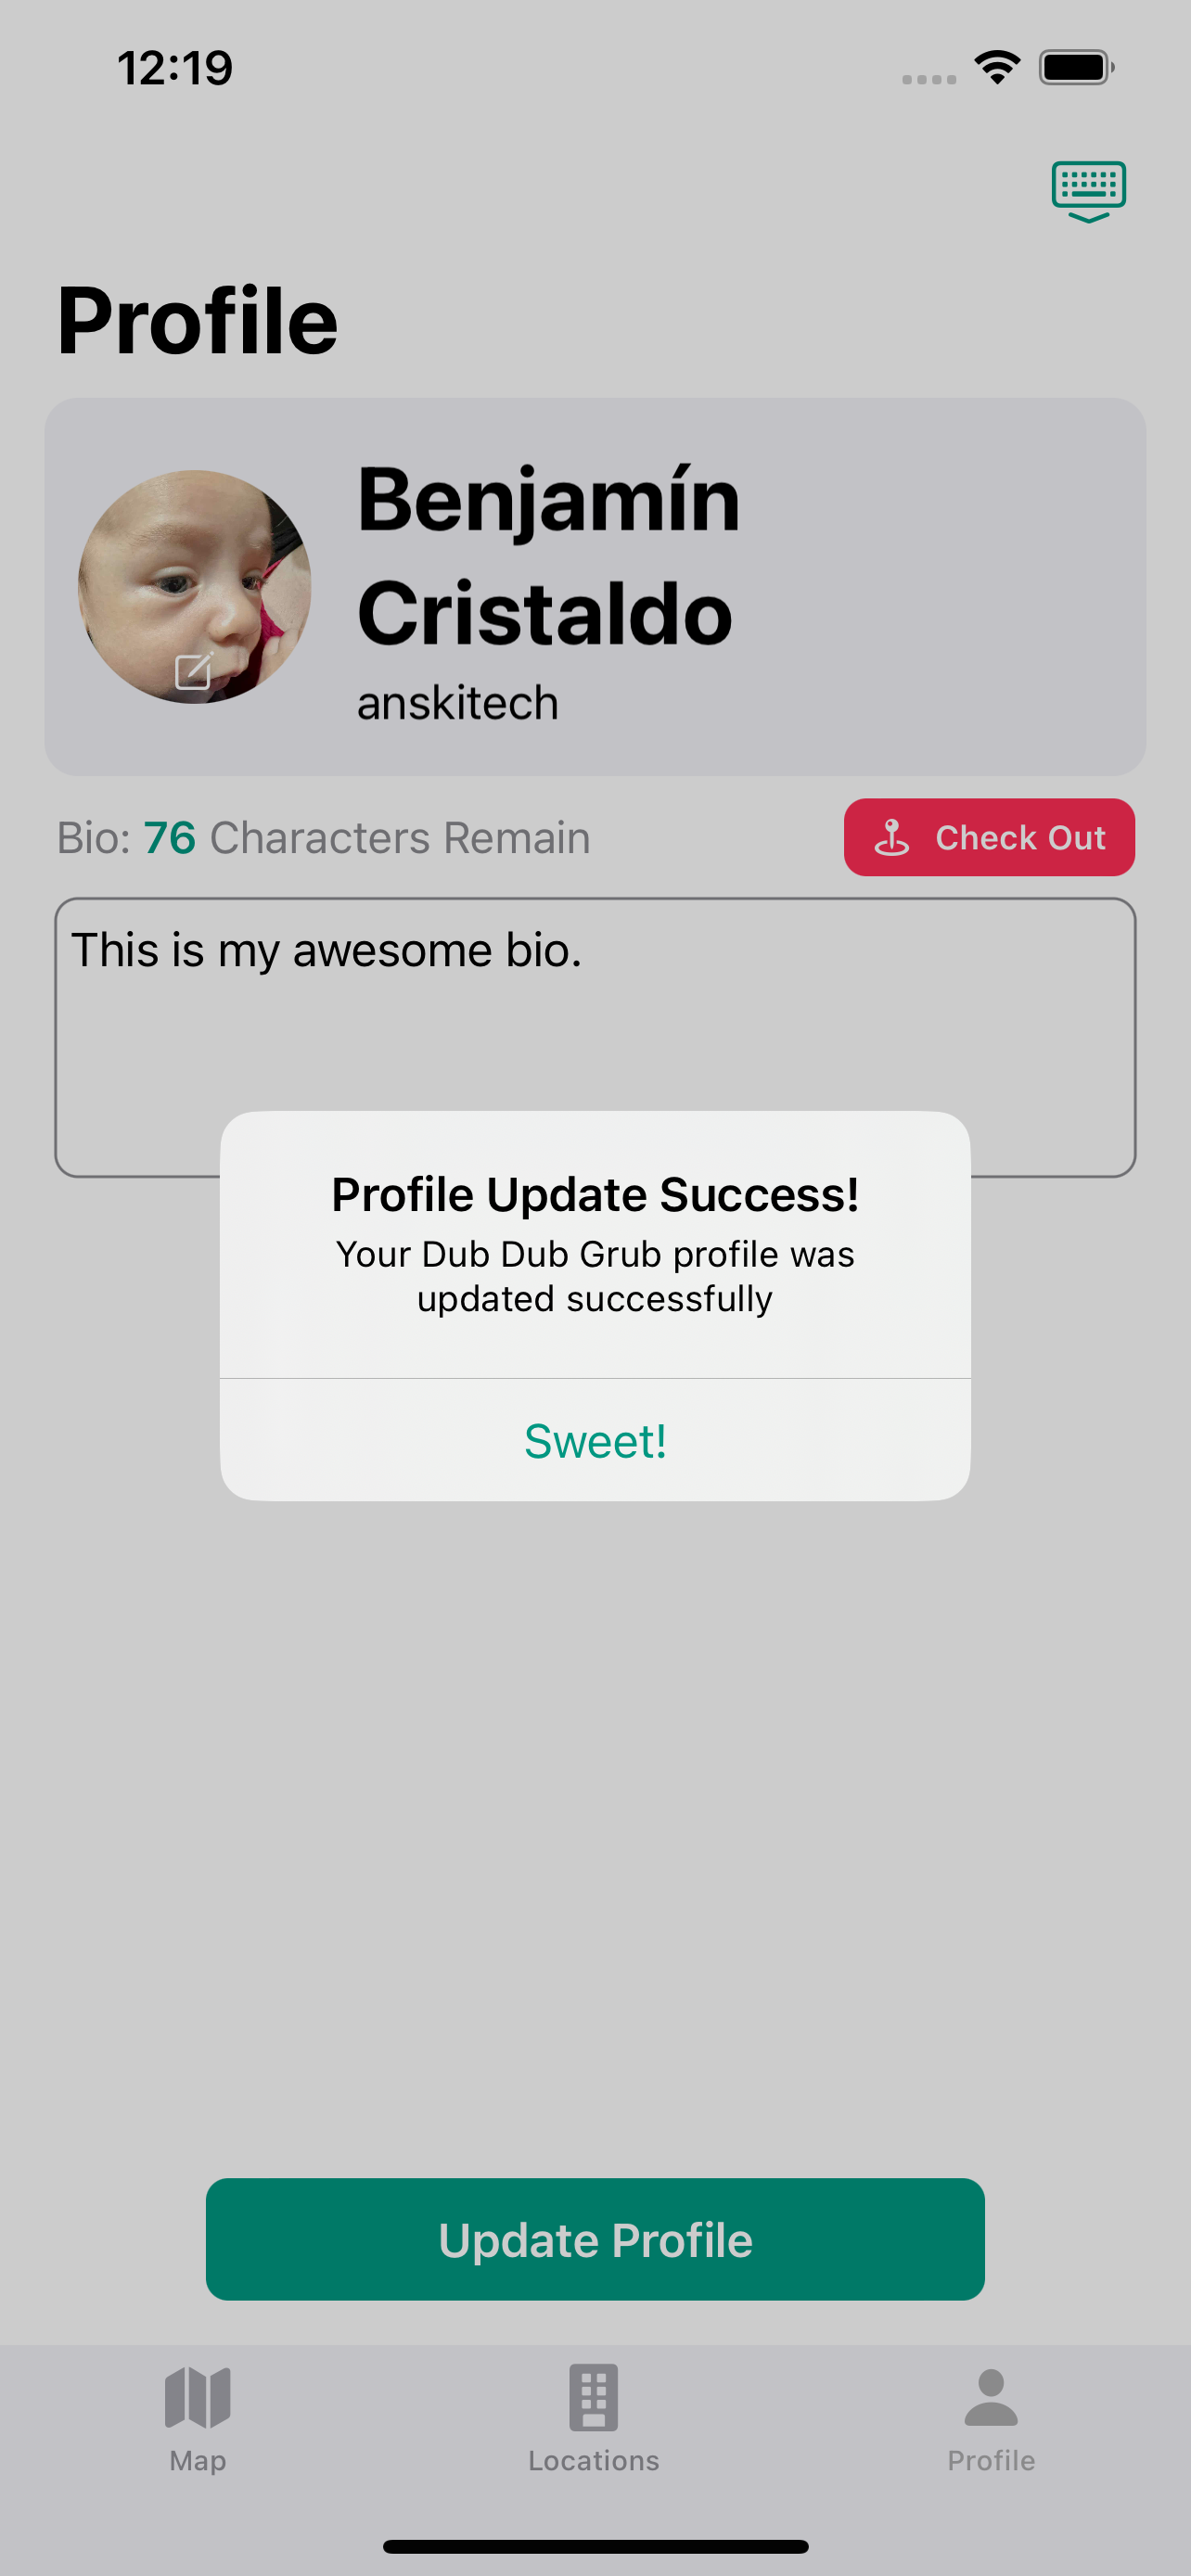 12:19
Profile
Benjamín
Cristaldo
anskitech
Bio: 76 Characters Remain
Check Out
This is my awesome bio.
Profile Update Success!
Your Dub Dub Grub profile was
updated successfully
Sweet!
Update Profile
Map
Locations
Profile